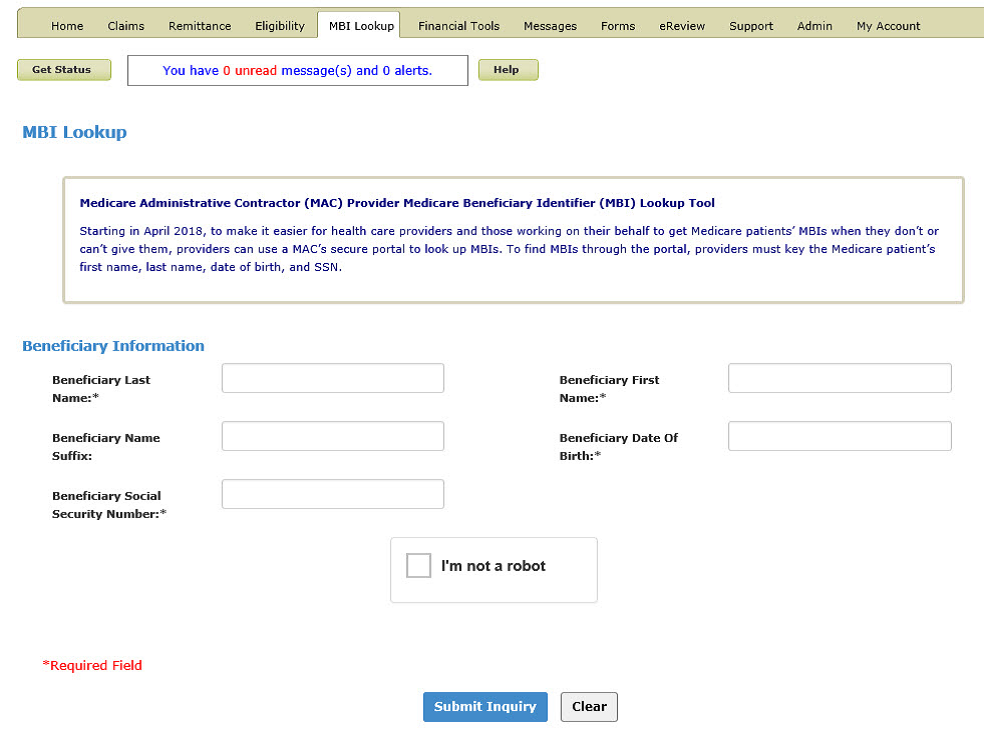 Home Claims Remittance Eligibility MBI Lookup Financial Tools Messages Forms eReview Support Admin My Account
Get Status You have 0 unread message(s) and 0 alerts. Help
MBI Lookup
Medicare Administrative Contractor (MAC) Provider Medicare Beneficiary Identifier (MBI) Lookup Tool
Starting in April 2018, to make it easier for health care providers and those working on their behalf to get Medicare patients’ MBIs when they don’t or
can’t give them, providers can use a MAC’s secure portal to look up MBIs. To find MBIs through the portal, providers must key the Medicare patient’s
first name, last name, date of birth, and SSN.
Beneficiary Information
Beneficiary Last
Name:*
Beneficiary First
Name:*
Beneficiary Name
Suffix:
Beneficiary Date Of
Birth:*
Beneficiary Social
Security Number:*
I'm not a robot
*Required Field
Submit Inquiry Clear